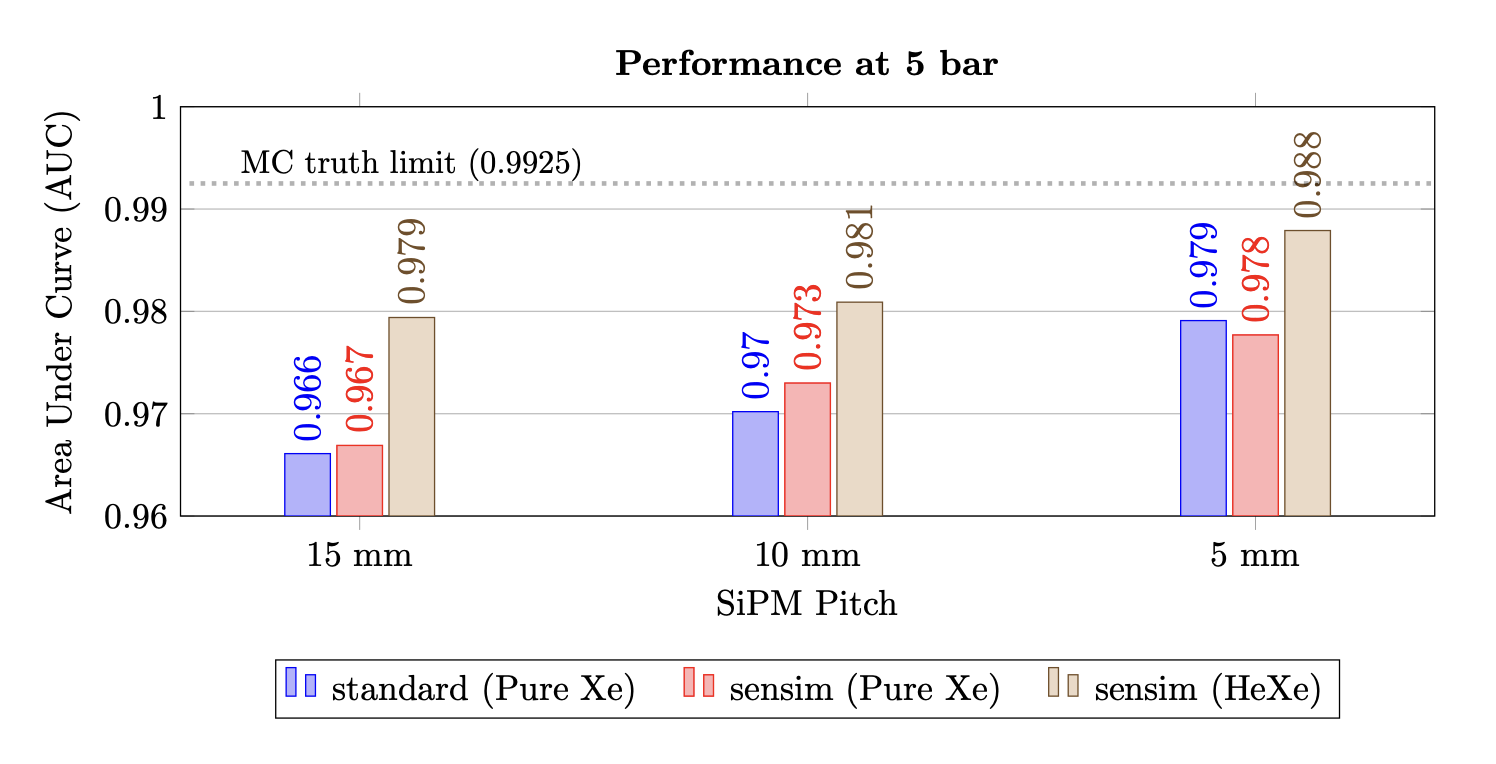 Performance at 5 bar
Area Under Curve (AUC)
1
0.99
0.98
0.97
0.96
MC truth limit (0.9925)
0.966
0.967
0.979
0.97
0.973
0.981
0.979
0.978
0.988
15 mm
10 mm
5 mm
SiPM Pitch
standard (Pure Xe)
sensim (Pure Xe)
sensim (HeXe)